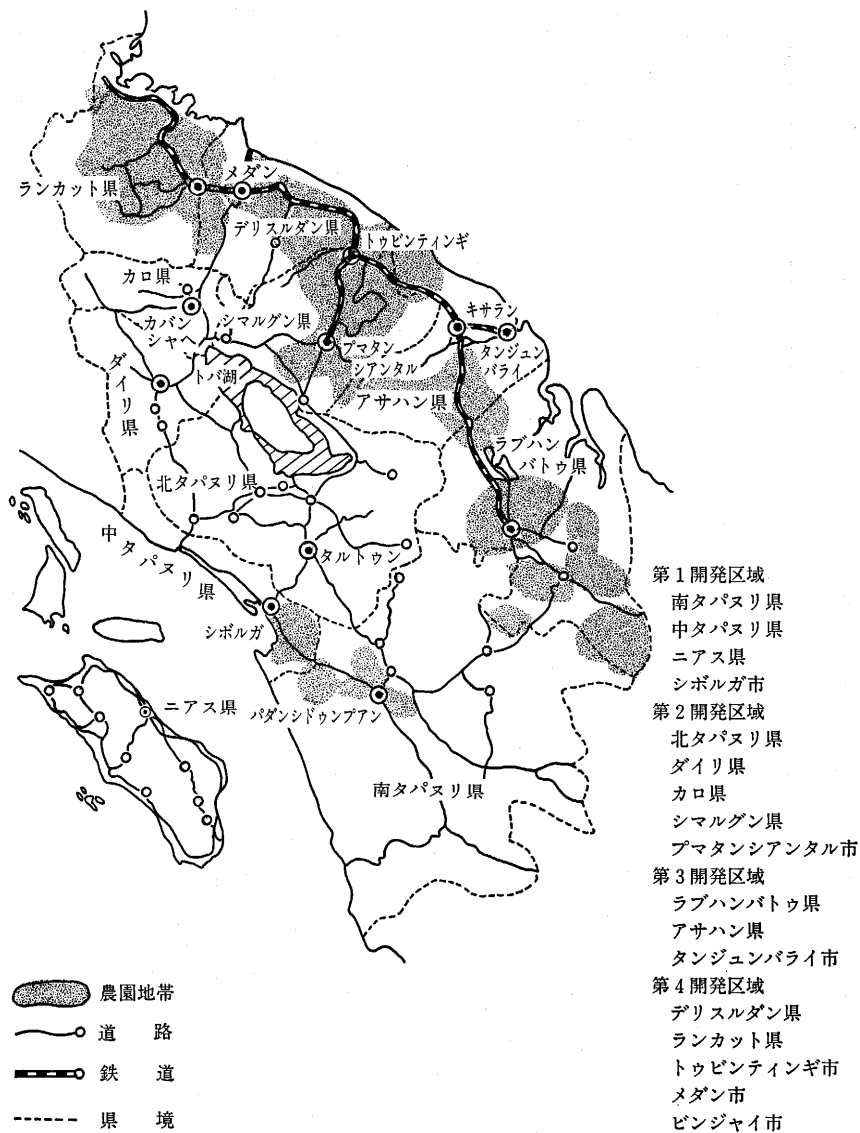 メダン
ランカット県
デリスルダン県
トゥビンティンギ
カロ県
キサラン
カバン
シャヘ
シマルグン県
プマタン
シアンタル
タンジュン
バライ
ダイリ県
トバ湖
アサハン県
ラブハン
バトゥ県
北タパヌリ県
中タパヌリ県
タルトゥン
シボルガ
ニアス県
パダンシドゥンプアン
南タパヌリ県
第1開発区域
南タパヌリ県
中タパヌリ県
ニアス県
シボルガ市
第2開発区域
北タパヌリ県
ダイリ県
カロ県
シマルグン県
プマタンシアンタル市
第3開発区域
ラブハンバトゥ県
アサハン県
タンジュンバライ市
第4開発区域
デリスルダン県
ランカット県
トゥビンティンギ市
メダン市
ビンジャイ市
農園地帯
道路
鉄道
県境